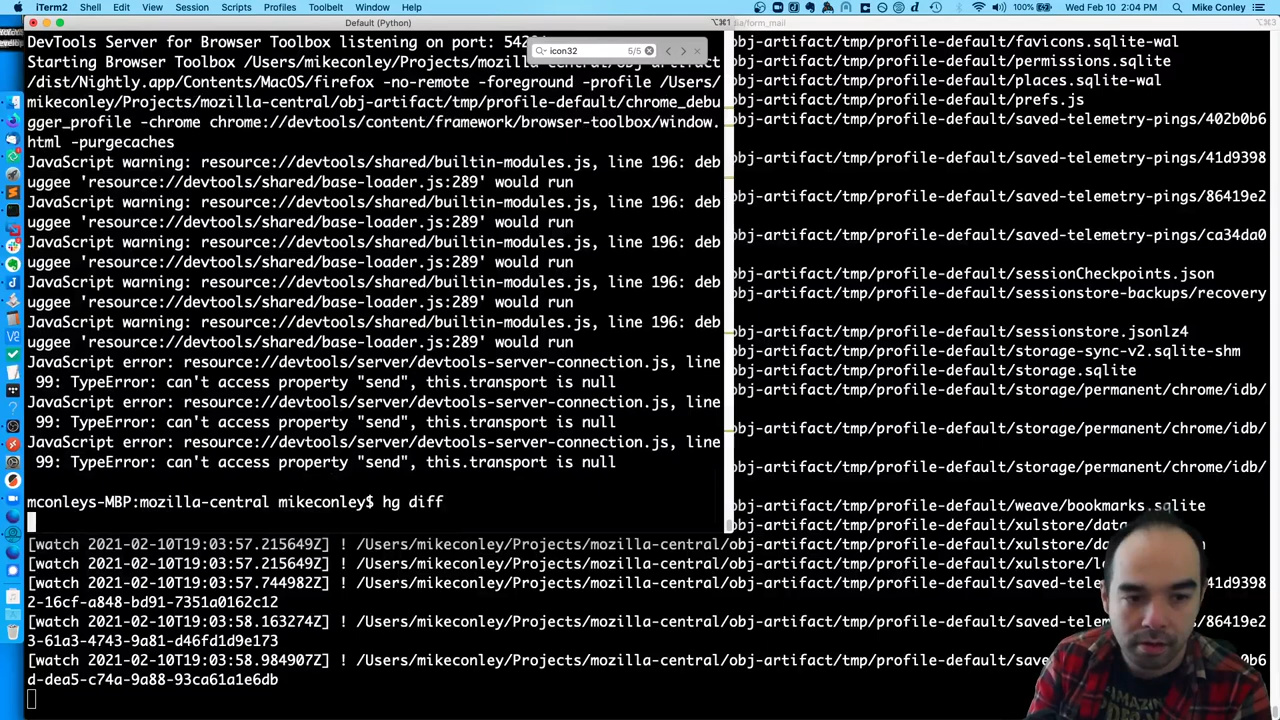 iTerm2 Shell Edit View Session Scripts Profiles Toolbelt Window Help 100% Wed Feb 10 2:04 PM Mike Conley
Default (Python) ⌥⌘1
dia/form_mail
icon32 5/5
DevTools Server for Browser Toolbox listening on port: 542
Starting Browser Toolbox /Users/mikeconley/Projects/mozilla-central/obj-artifact
/dist/Nightly.app/Contents/MacOS/firefox -no-remote -foreground -profile /Users/
mikeconley/Projects/mozilla-central/obj-artifact/tmp/profile-default/chrome_debu
gger_profile -chrome chrome://devtools/content/framework/browser-toolbox/window.
html -purgecaches
JavaScript warning: resource://devtools/shared/builtin-modules.js, line 196: deb
uggee 'resource://devtools/shared/base-loader.js:289' would run
JavaScript warning: resource://devtools/shared/builtin-modules.js, line 196: deb
uggee 'resource://devtools/shared/base-loader.js:289' would run
JavaScript warning: resource://devtools/shared/builtin-modules.js, line 196: deb
uggee 'resource://devtools/shared/base-loader.js:289' would run
JavaScript warning: resource://devtools/shared/builtin-modules.js, line 196: deb
uggee 'resource://devtools/shared/base-loader.js:289' would run
JavaScript warning: resource://devtools/shared/builtin-modules.js, line 196: deb
uggee 'resource://devtools/shared/base-loader.js:289' would run
JavaScript error: resource://devtools/server/devtools-server-connection.js, line
99: TypeError: can't access property "send", this.transport is null
JavaScript error: resource://devtools/server/devtools-server-connection.js, line
99: TypeError: can't access property "send", this.transport is null
JavaScript error: resource://devtools/server/devtools-server-connection.js, line
99: TypeError: can't access property "send", this.transport is null
mconleys-MBP:mozilla-central mikeconley$ hg diff
obj-artifact/tmp/profile-default/favicons.sqlite-wal
obj-artifact/tmp/profile-default/permissions.sqlite
obj-artifact/tmp/profile-default/places.sqlite-wal
obj-artifact/tmp/profile-default/prefs.js
obj-artifact/tmp/profile-default/saved-telemetry-pings/402b0b6
obj-artifact/tmp/profile-default/saved-telemetry-pings/41d9398
obj-artifact/tmp/profile-default/saved-telemetry-pings/86419e2
obj-artifact/tmp/profile-default/saved-telemetry-pings/ca34da0
obj-artifact/tmp/profile-default/sessionCheckpoints.json
obj-artifact/tmp/profile-default/sessionstore-backups/recovery
obj-artifact/tmp/profile-default/sessionstore.jsonlz4
obj-artifact/tmp/profile-default/storage-sync-v2.sqlite-shm
obj-artifact/tmp/profile-default/storage.sqlite
obj-artifact/tmp/profile-default/storage/permanent/chrome/idb/
obj-artifact/tmp/profile-default/storage/permanent/chrome/idb/
obj-artifact/tmp/profile-default/storage/permanent/chrome/idb/
obj-artifact/tmp/profile-default/weave/bookmarks.sqlite
obj-artifact/tmp/profile-default/xulstore/data
[watch 2021-02-10T19:03:57.215649Z] ! /Users/mikeconley/Projects/mozilla-central/obj-artifact/tmp/profile-default/xulstore/da
[watch 2021-02-10T19:03:57.215649Z] ! /Users/mikeconley/Projects/mozilla-central/obj-artifact/tmp/profile-default/xulstore/l
[watch 2021-02-10T19:03:57.744982Z] ! /Users/mikeconley/Projects/mozilla-central/obj-artifact/tmp/profile-default/saved- 41d9398
2-16cf-a848-bd91-7351a0162c12
[watch 2021-02-10T19:03:58.163274Z] ! /Users/mikeconley/Projects/mozilla-central/obj-artifact/tmp/profile-default/saved- 86419e2
3-61a3-4743-9a81-d46fd1d9e173
[watch 2021-02-10T19:03:58.984907Z] ! /Users/mikeconley/Projects/mozilla-central/obj-artifact/tmp/profile-default/save 0b6
d-dea5-c74a-9a88-93ca61a1e6db